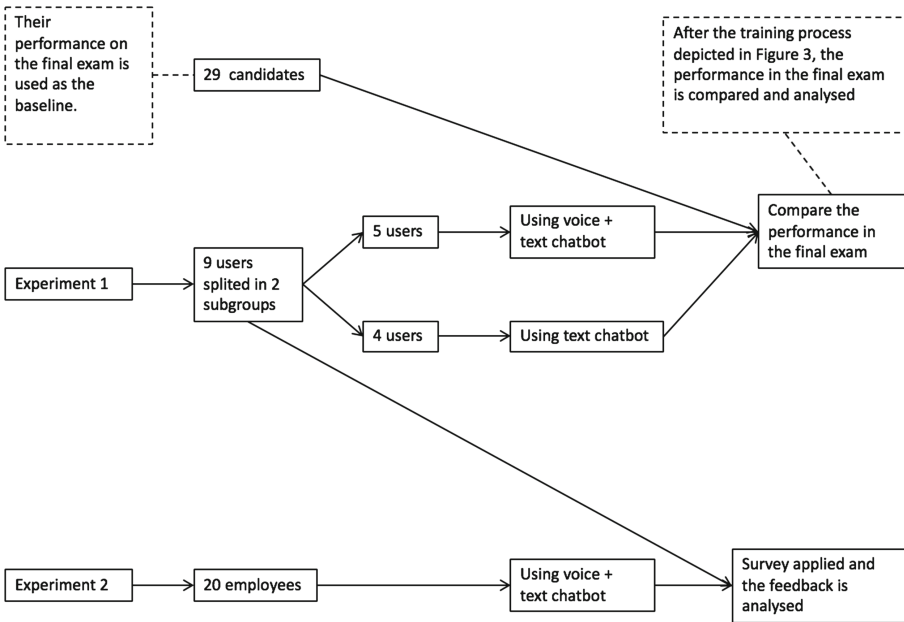 Their
performance on
the final exam is
used as the
baseline.
29 candidates
After the training process
depicted in Figure 3, the
performance in the final exam
is compared and analysed
Experiment 1
9 users
splited in 2
subgroups
5 users
Using voice +
text chatbot
4 users
Using text chatbot
Compare the
performance in
the final exam
Experiment 2
20 employees
Using voice +
text chatbot
Survey applied and
the feedback is
analysed